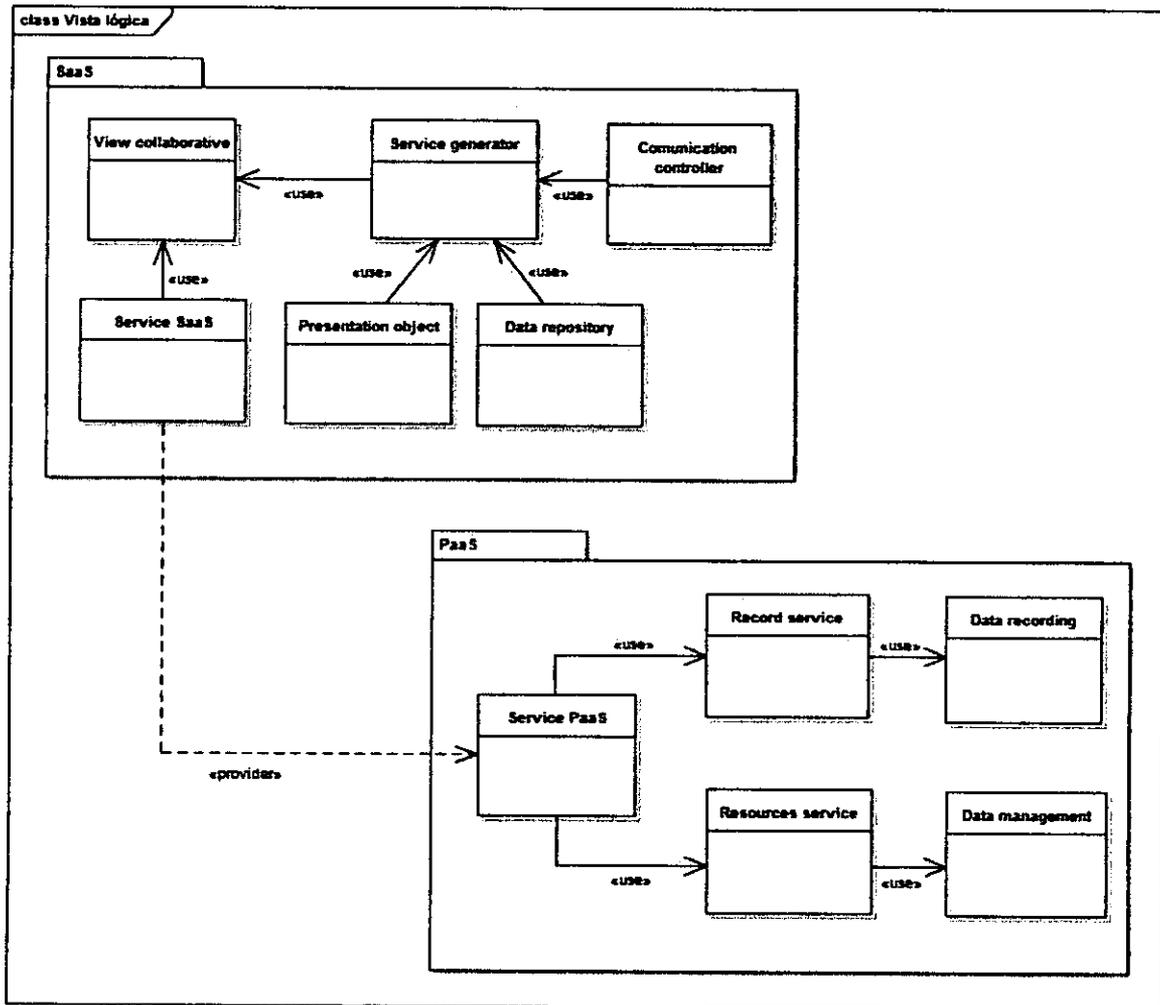 class Vista lógica
SaaS
View collaborative
Service generator
Comunication
controller
«use»
«use»
«use»
«use»
«use»
Service SaaS
Presentation object
Data repository
PaaS
Record service
Data recording
«use»
«use»
Service PaaS
«provider»
Resources service
Data management
«use»
«use»